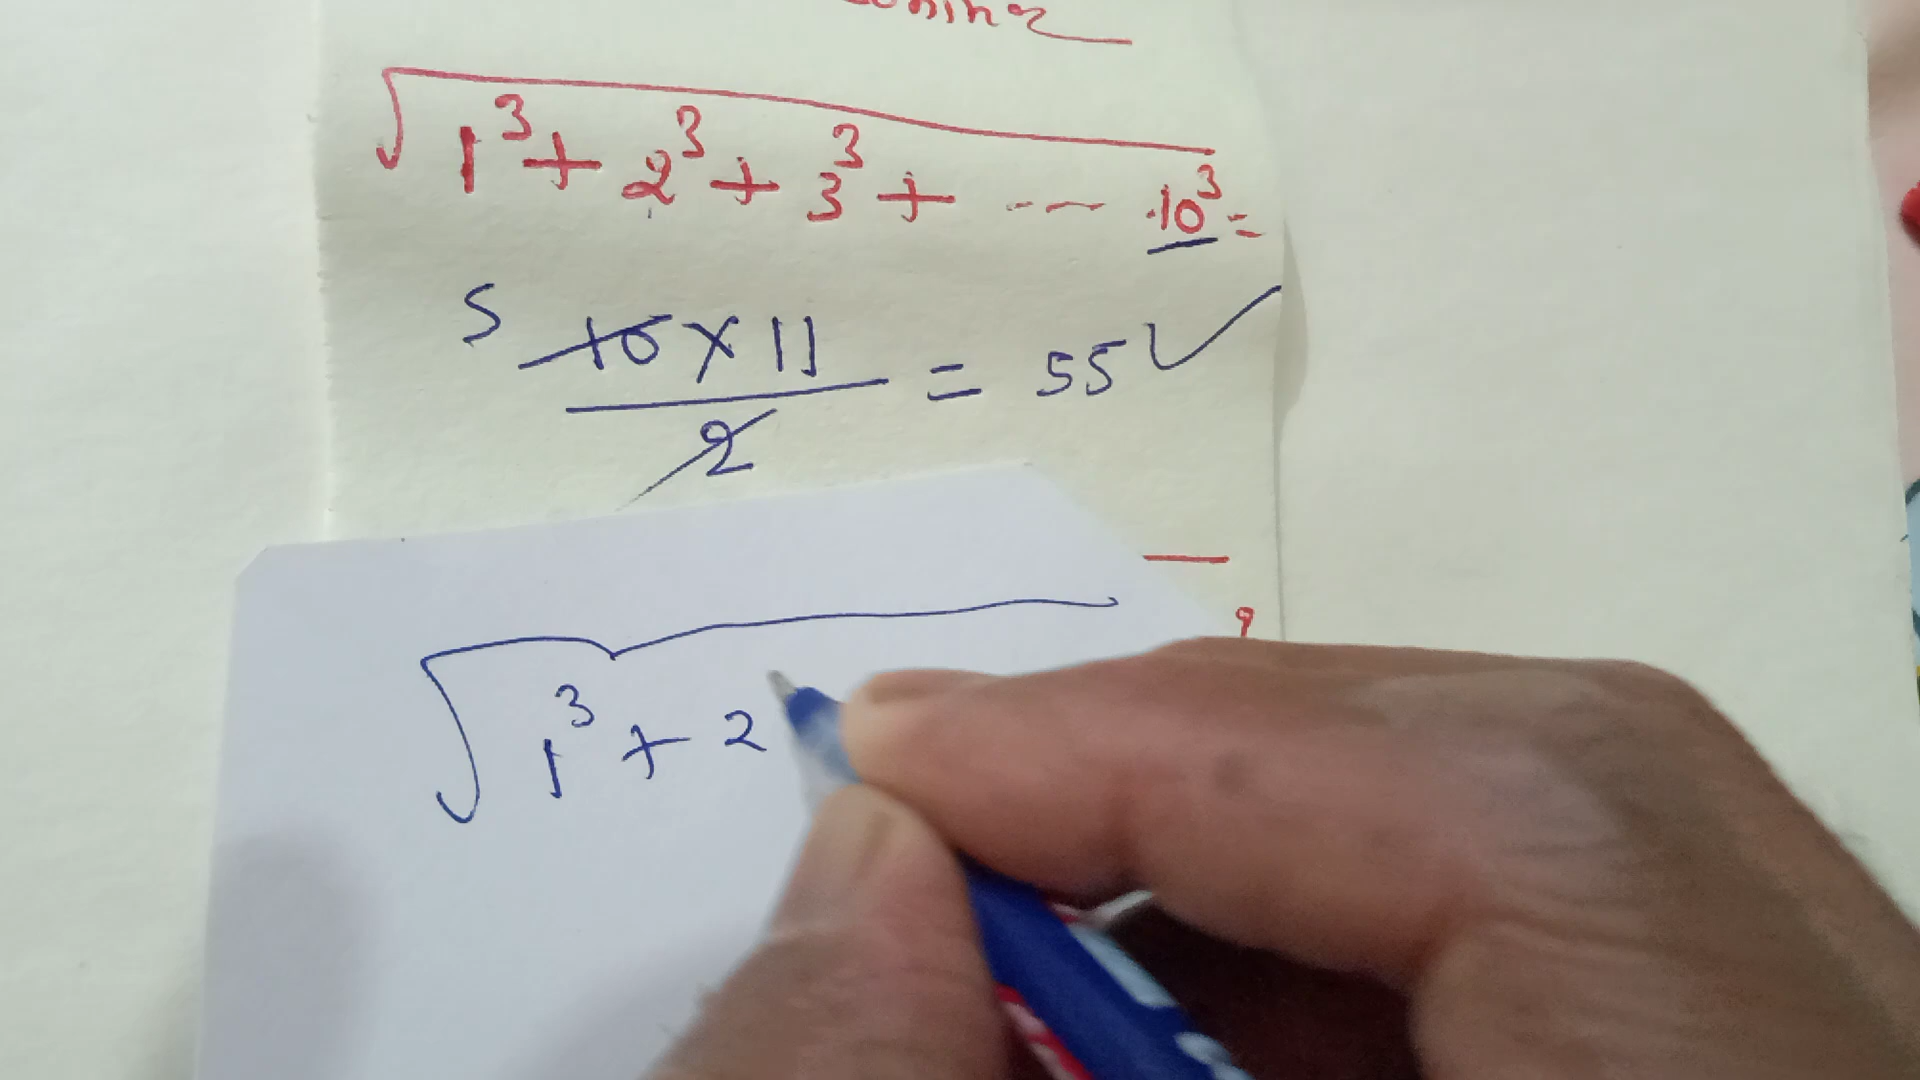 √1³ + 2³ + 3³ + --- 10³ =
5
10 × 11 / 2 = 55 ✓
√1³ + 2